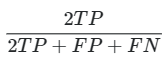 2TP
2TP + FP + FN